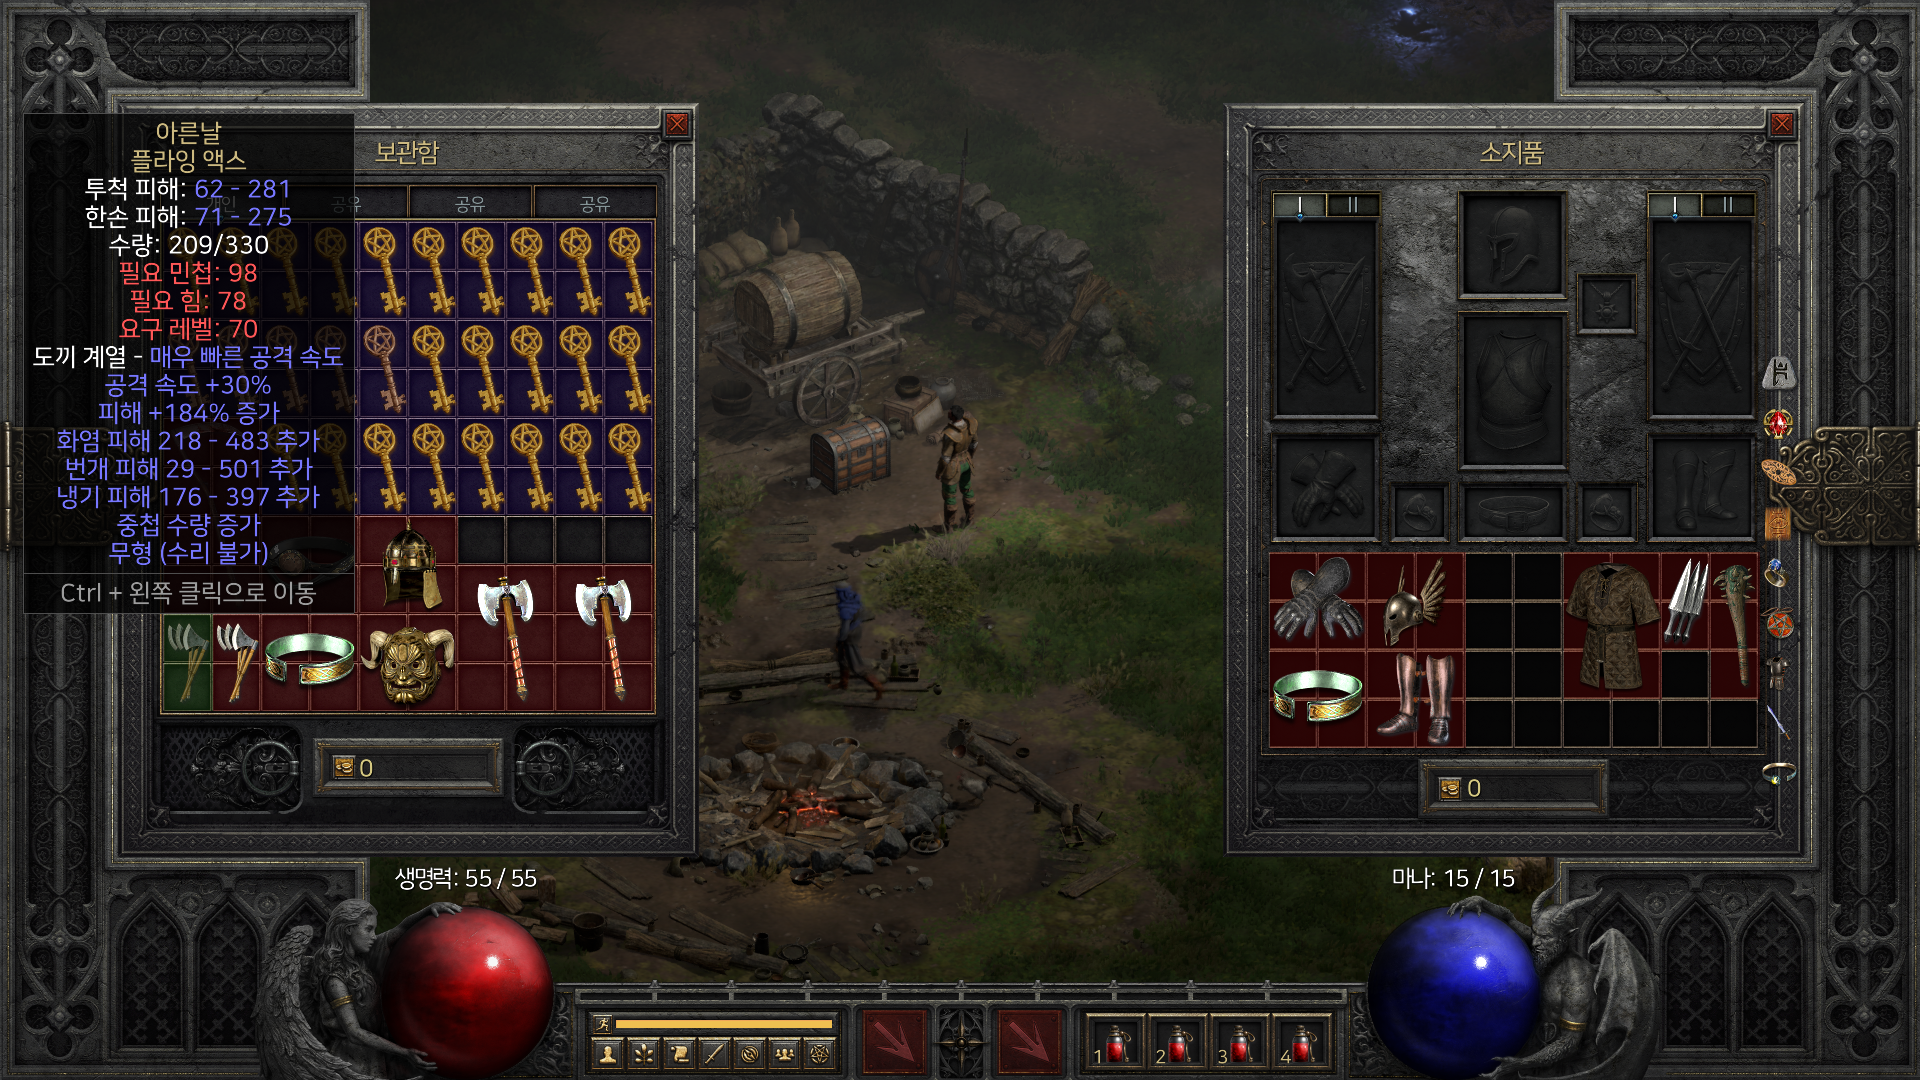 아른날
플라잉 액스
투척 피해: 62 - 281
한손 피해: 71 - 275
수량: 209/330
필요 민첩: 98
필요 힘: 78
요구 레벨: 70
도끼 계열 - 매우 빠른 공격 속도
공격 속도 +30%
피해 +184% 증가
화염 피해 218 - 483 추가
번개 피해 29 - 501 추가
냉기 피해 176 - 397 추가
중첩 수량 증가
무형 (수리 불가)
Ctrl + 왼쪽 클릭으로 이동
보관함
개인
공유
공유
공유
0
소지품
I
II
I
II
0
생명력: 55 / 55
마나: 15 / 15
1
2
3
4